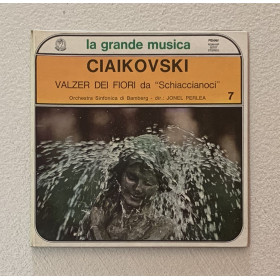 la grande musica
CIAIKOVSKI
VALZER DEI FIORI da "Schiaccianoci"
Orchestra Sinfonica di Bamberg - dir.: JONEL PERLEA
7